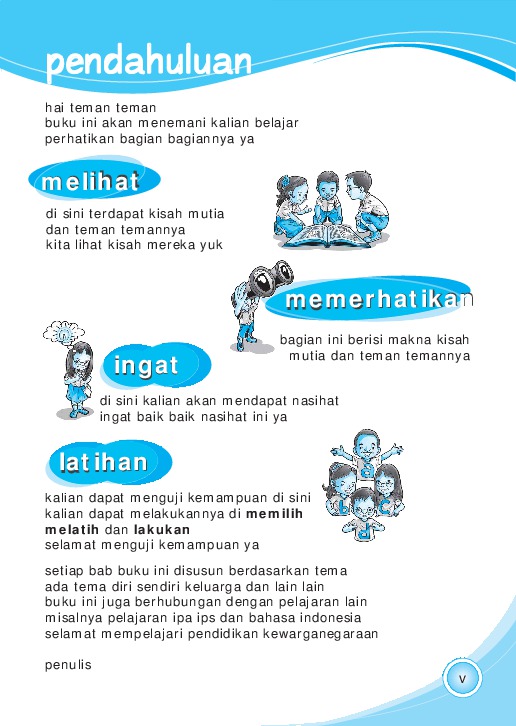 pendahuluan
hai teman teman
buku ini akan menemani kalian belajar
perhatikan bagian bagiannya ya
melihat
di sini terdapat kisah mutia
dan teman temannya
kita lihat kisah mereka yuk
memerhatikan
bagian ini berisi makna kisah
mutia dan teman temannya
ingat
di sini kalian akan mendapat nasihat
ingat baik baik nasihat ini ya
latihan
kalian dapat menguji kemampuan di sini
kalian dapat melakukannya di memilih
melatih dan lakukan
selamat menguji kemampuan ya
a
b c
d
setiap bab buku ini disusun berdasarkan tema
ada tema diri sendiri keluarga dan lain lain
buku ini juga berhubungan dengan pelajaran lain
misalnya pelajaran ipa ips dan bahasa indonesia
selamat mempelajari pendidikan kewarganegaraan
penulis
v